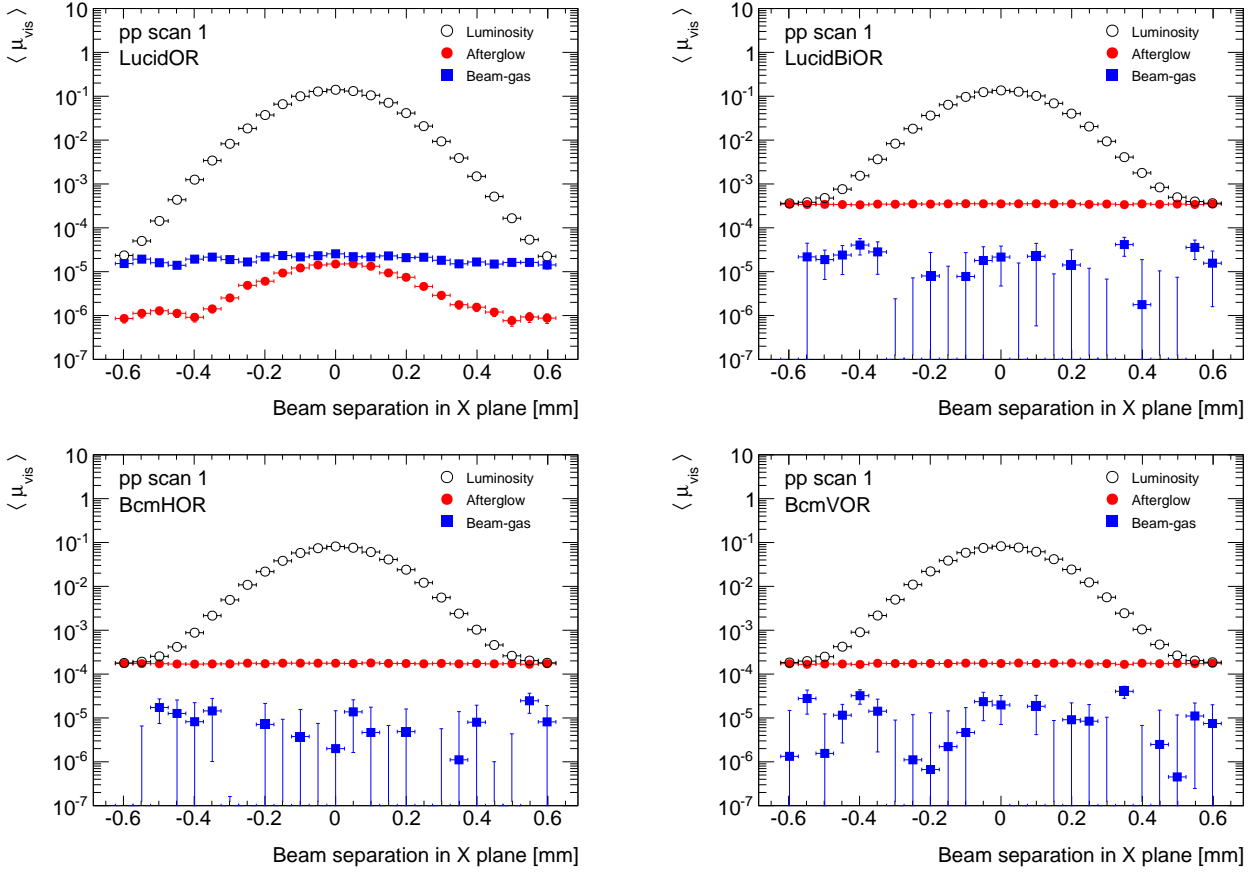 ⟨ μvis ⟩
10
1
10⁻¹
10⁻²
10⁻³
10⁻⁴
10⁻⁵
10⁻⁶
10⁻⁷
pp scan 1
LucidOR
Luminosity
Afterglow
Beam-gas
-0.6 -0.4 -0.2 0 0.2 0.4 0.6
Beam separation in X plane [mm]
⟨ μvis ⟩
10
1
10⁻¹
10⁻²
10⁻³
10⁻⁴
10⁻⁵
10⁻⁶
10⁻⁷
pp scan 1
LucidBiOR
Luminosity
Afterglow
Beam-gas
-0.6 -0.4 -0.2 0 0.2 0.4 0.6
Beam separation in X plane [mm]
⟨ μvis ⟩
10
1
10⁻¹
10⁻²
10⁻³
10⁻⁴
10⁻⁵
10⁻⁶
10⁻⁷
pp scan 1
BcmHOR
Luminosity
Afterglow
Beam-gas
-0.6 -0.4 -0.2 0 0.2 0.4 0.6
Beam separation in X plane [mm]
⟨ μvis ⟩
10
1
10⁻¹
10⁻²
10⁻³
10⁻⁴
10⁻⁵
10⁻⁶
10⁻⁷
pp scan 1
BcmVOR
Luminosity
Afterglow
Beam-gas
-0.6 -0.4 -0.2 0 0.2 0.4 0.6
Beam separation in X plane [mm]